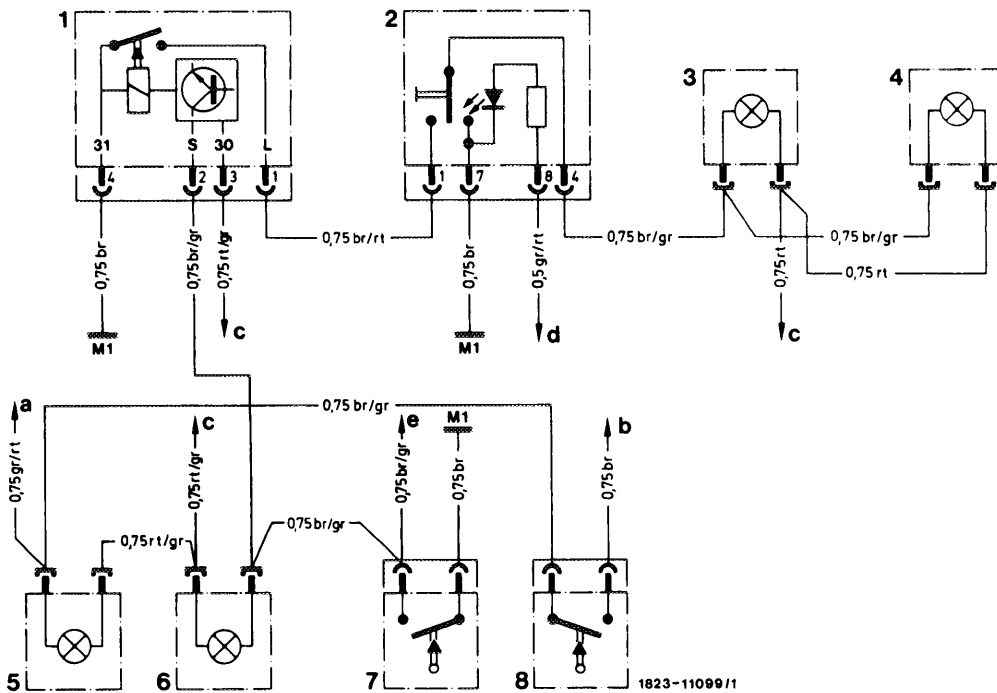 1
2
3
4
31 S 30 L
4 2 3 1
1 7 8 4
0,75 br
0,75 br/gr
0,75 rt/gr
0,75 br/rt
0,75 br
0,5 gr/rt
0,75 br/gr
0,75 rt
0,75 br/gr
0,75 rt
c
d
c
M1
M1
a
0,75 br/gr
c
e
M1
b
0,75 gr/rt
0,75 rt/gr
0,75 rt/gr
0,75 br/gr
0,75 br/gr
0,75 br
0,75 br
5
6
7
8
1823-11099/1